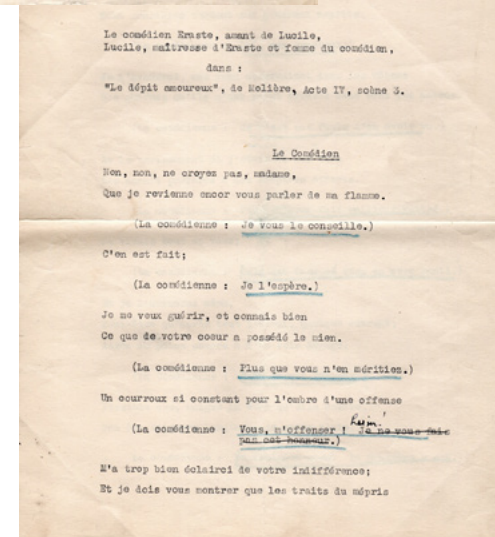 Le comédien Eraste, amant de Lucile,
Lucile, maîtresse d'Eraste et femme du comédien,
dans :
"Le dépit amoureux", de Molière, Acte IV, scène 3.
Le Comédien
Non, non, ne croyez pas, madame,
Que je revienne encor vous parler de ma flamme.
(La comédienne : Je vous le conseille.)
C'en est fait;
(La comédienne : Je l'espère.)
Je me veux guérir, et connais bien
Ce que de votre coeur a possédé le mien.
(La comédienne : Plus que vous n'en méritiez.)
Un courroux si constant pour l'ombre d'une offense
hein!
(La comédienne : Vous, m'offenser ! Je ne vous fais
pas cet honneur.)
M'a trop bien éclairci de votre indifférence;
Et je dois vous montrer que les traits du mépris